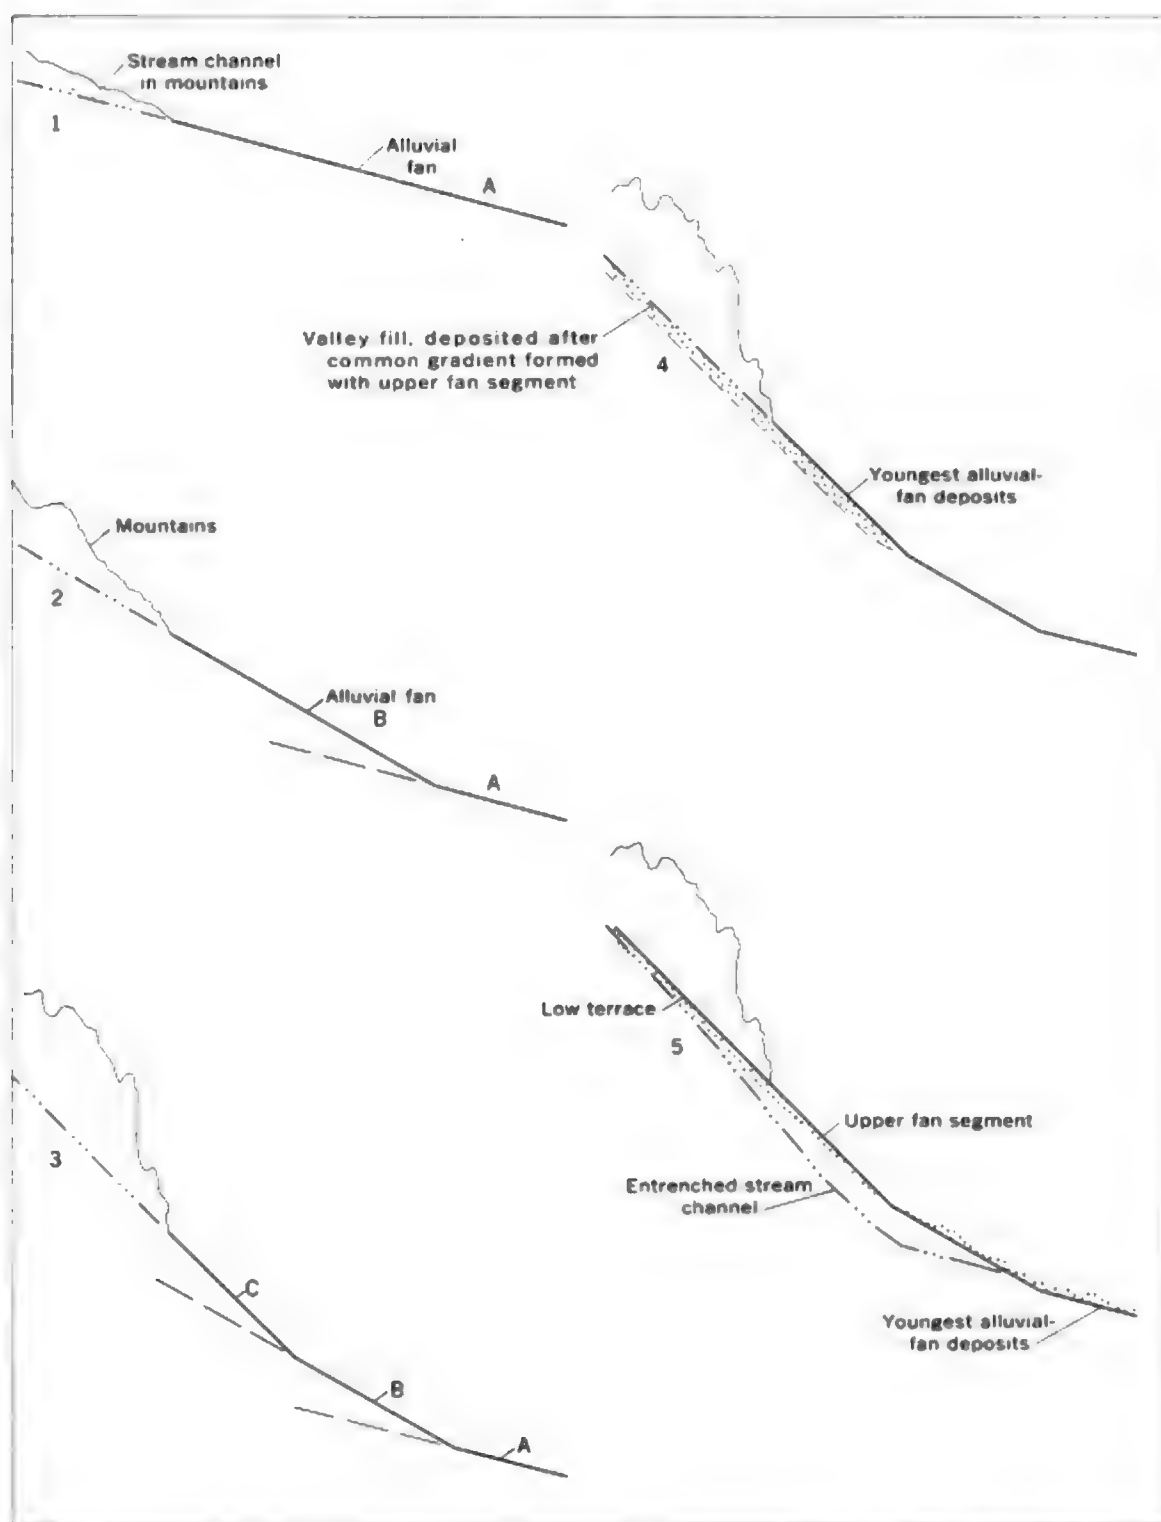 Stream channel
in mountains
1
Alluvial
fan
A
Valley fill, deposited after
common gradient formed
with upper fan segment
4
Youngest alluvial-
fan deposits
Mountains
2
Alluvial fan
B
A
Low terrace
5
Upper fan segment
Entrenched stream
channel
Youngest alluvial-
fan deposits
3
C
B
A